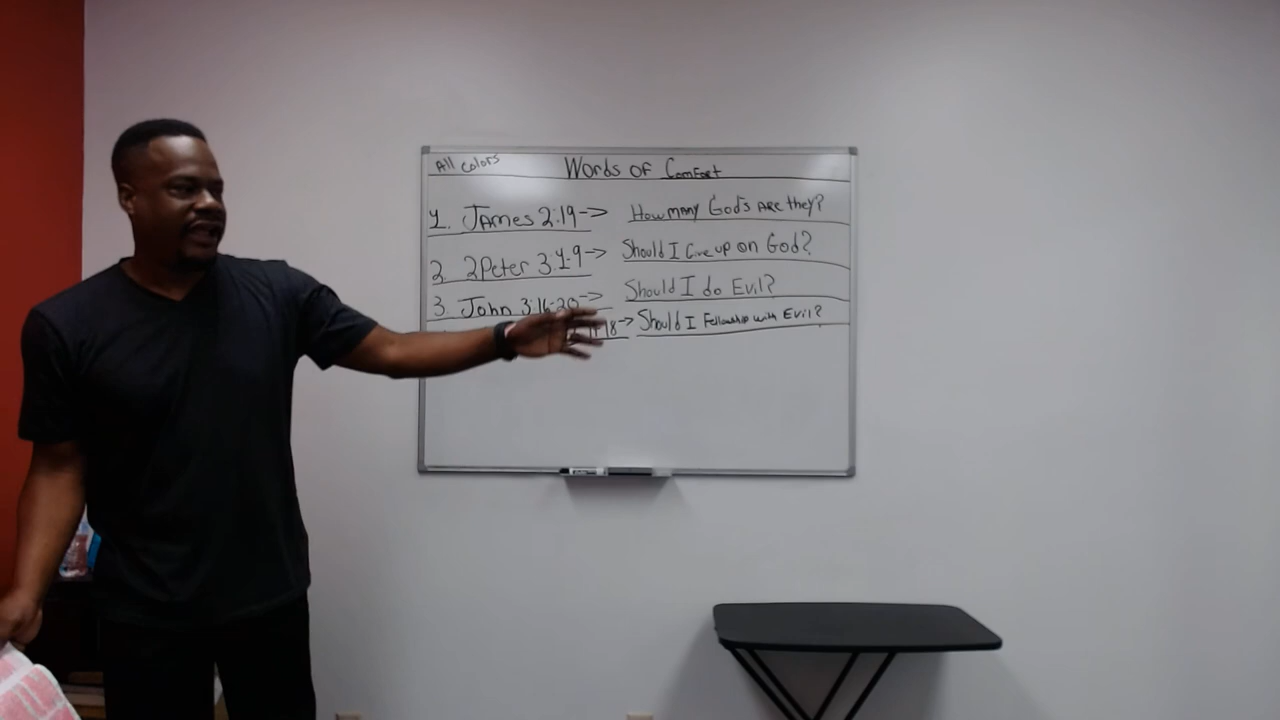 All Colors
Words of Comfort
1. James 2:19-> How many God's are they?
2. 2Peter 3:1-9-> Should I Give up on God?
3. John 3:16-20-> Should I do Evil?
18-> Should I Fellowship with Evil?